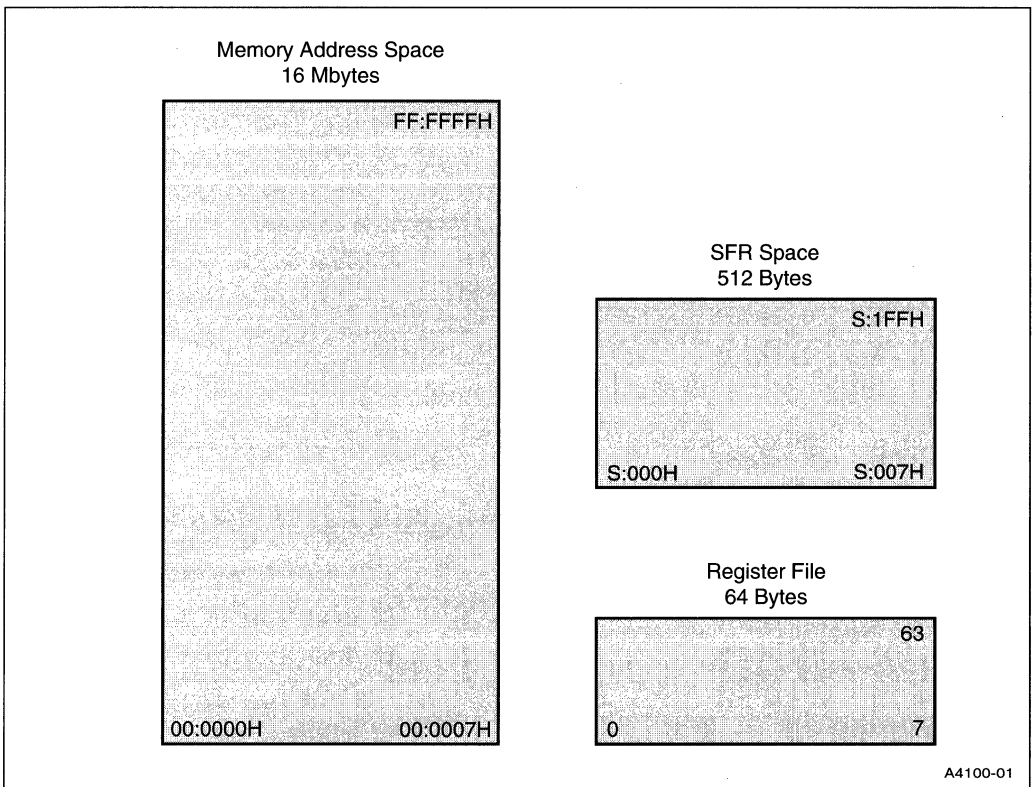 Memory Address Space
16 Mbytes
FF:FFFFH
00:0000H 00:0007H
SFR Space
512 Bytes
S:1FFH
S:000H S:007H
Register File
64 Bytes
63
0 7
A4100-01